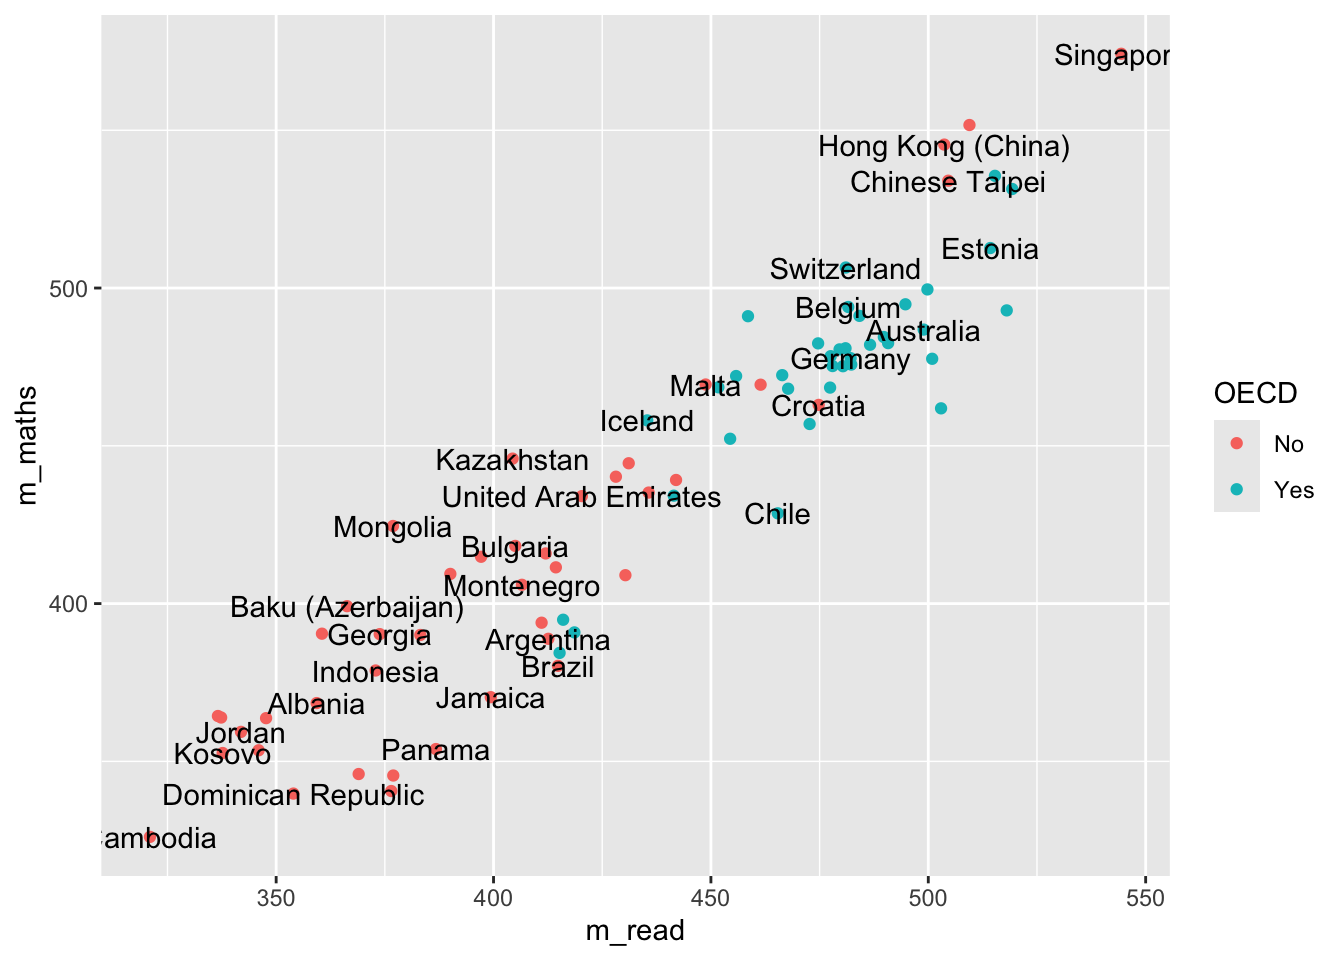 Singapor
Hong Kong (China)
Chinese Taipei
Estonia
Switzerland
Belgium
Australia
Germany
Malta
Croatia
Iceland
Kazakhstan
United Arab Emirates
Chile
Mongolia
Bulgaria
Montenegro
Baku (Azerbaijan)
Georgia
Argentina
Brazil
Indonesia
Jamaica
Albania
Jordan
Kosovo
Panama
Dominican Republic
ambodia
500
400
m_maths
350 400 450 500 550
m_read
OECD
No
Yes